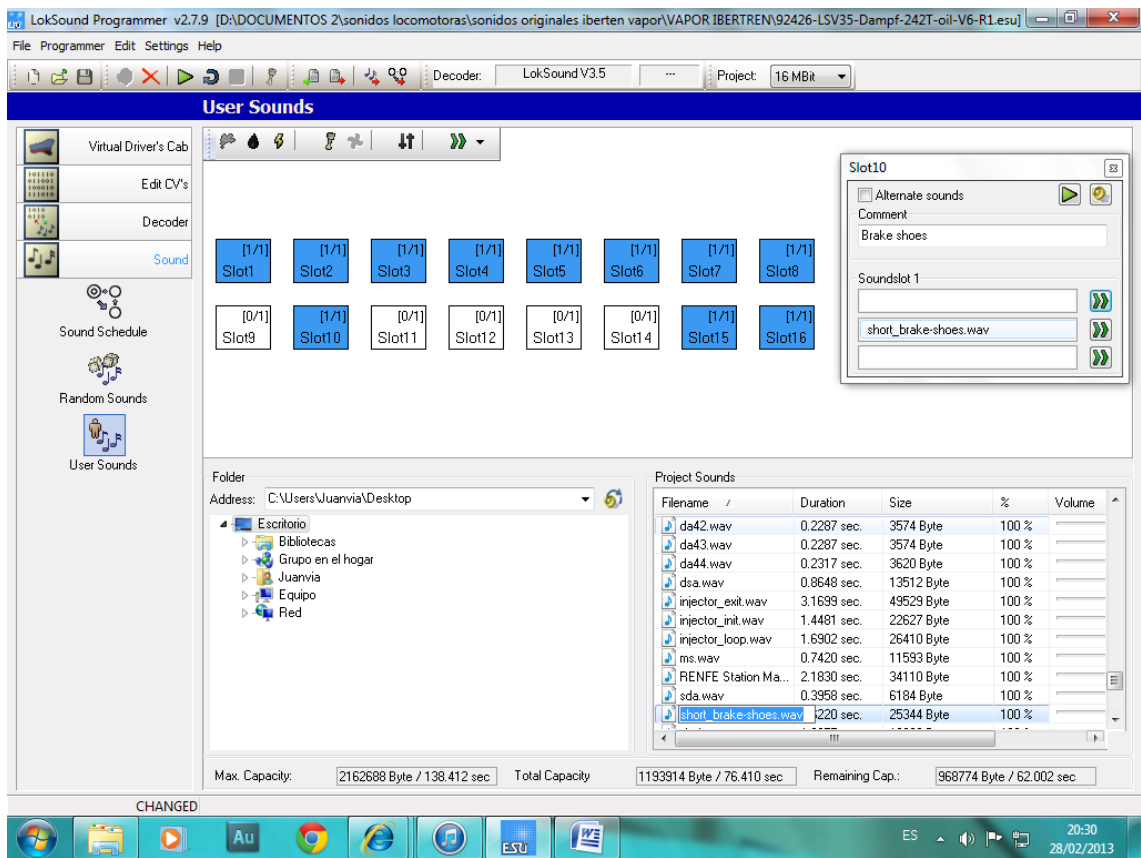 LokSound Programmer v2.7.9 [D:\DOCUMENTOS 2\sonidos locomotoras\sonidos originales iberten vapor\VAPOR IBERTREN\92426-LSV35-Dampf-242T-oil-V6-R1.esu]
File Programmer Edit Settings Help
Decoder: LokSound V3.5 --- Project: 16 MBit
User Sounds
Virtual Driver's Cab
Edit CV's
Decoder
Sound
Sound Schedule
Random Sounds
User Sounds
[1/1] [1/1] [1/1] [1/1] [1/1] [1/1] [1/1] [1/1]
Slot1 Slot2 Slot3 Slot4 Slot5 Slot6 Slot7 Slot8
[0/1] [1/1] [0/1] [0/1] [0/1] [0/1] [1/1] [1/1]
Slot9 Slot10 Slot11 Slot12 Slot13 Slot14 Slot15 Slot16
Slot10
Alternate sounds
Comment
Brake shoes
Soundslot 1
short_brake-shoes.wav
Folder
Address: C:\Users\Juanvia\Desktop
Escritorio
Bibliotecas
Grupo en el hogar
Juanvia
Equipo
Red
Project Sounds
Filename / Duration Size % Volume
da42.wav 0.2287 sec. 3574 Byte 100 %
da43.wav 0.2287 sec. 3574 Byte 100 %
da44.wav 0.2317 sec. 3620 Byte 100 %
dsa.wav 0.8648 sec. 13512 Byte 100 %
injector_exit.wav 3.1699 sec. 49529 Byte 100 %
injector_init.wav 1.4481 sec. 22627 Byte 100 %
injector_loop.wav 1.6902 sec. 26410 Byte 100 %
ms.wav 0.7420 sec. 11593 Byte 100 %
RENFE Station Ma... 2.1830 sec. 34110 Byte 100 %
sda.wav 0.3958 sec. 6184 Byte 100 %
short_brake-shoes.wav 220 sec. 25344 Byte 100 %
Max. Capacity: 2162688 Byte / 138.412 sec Total Capacity 1193914 Byte / 76.410 sec Remaining Cap.: 968774 Byte / 62.002 sec
CHANGED
Au
ESU
ES
20:30
28/02/2013